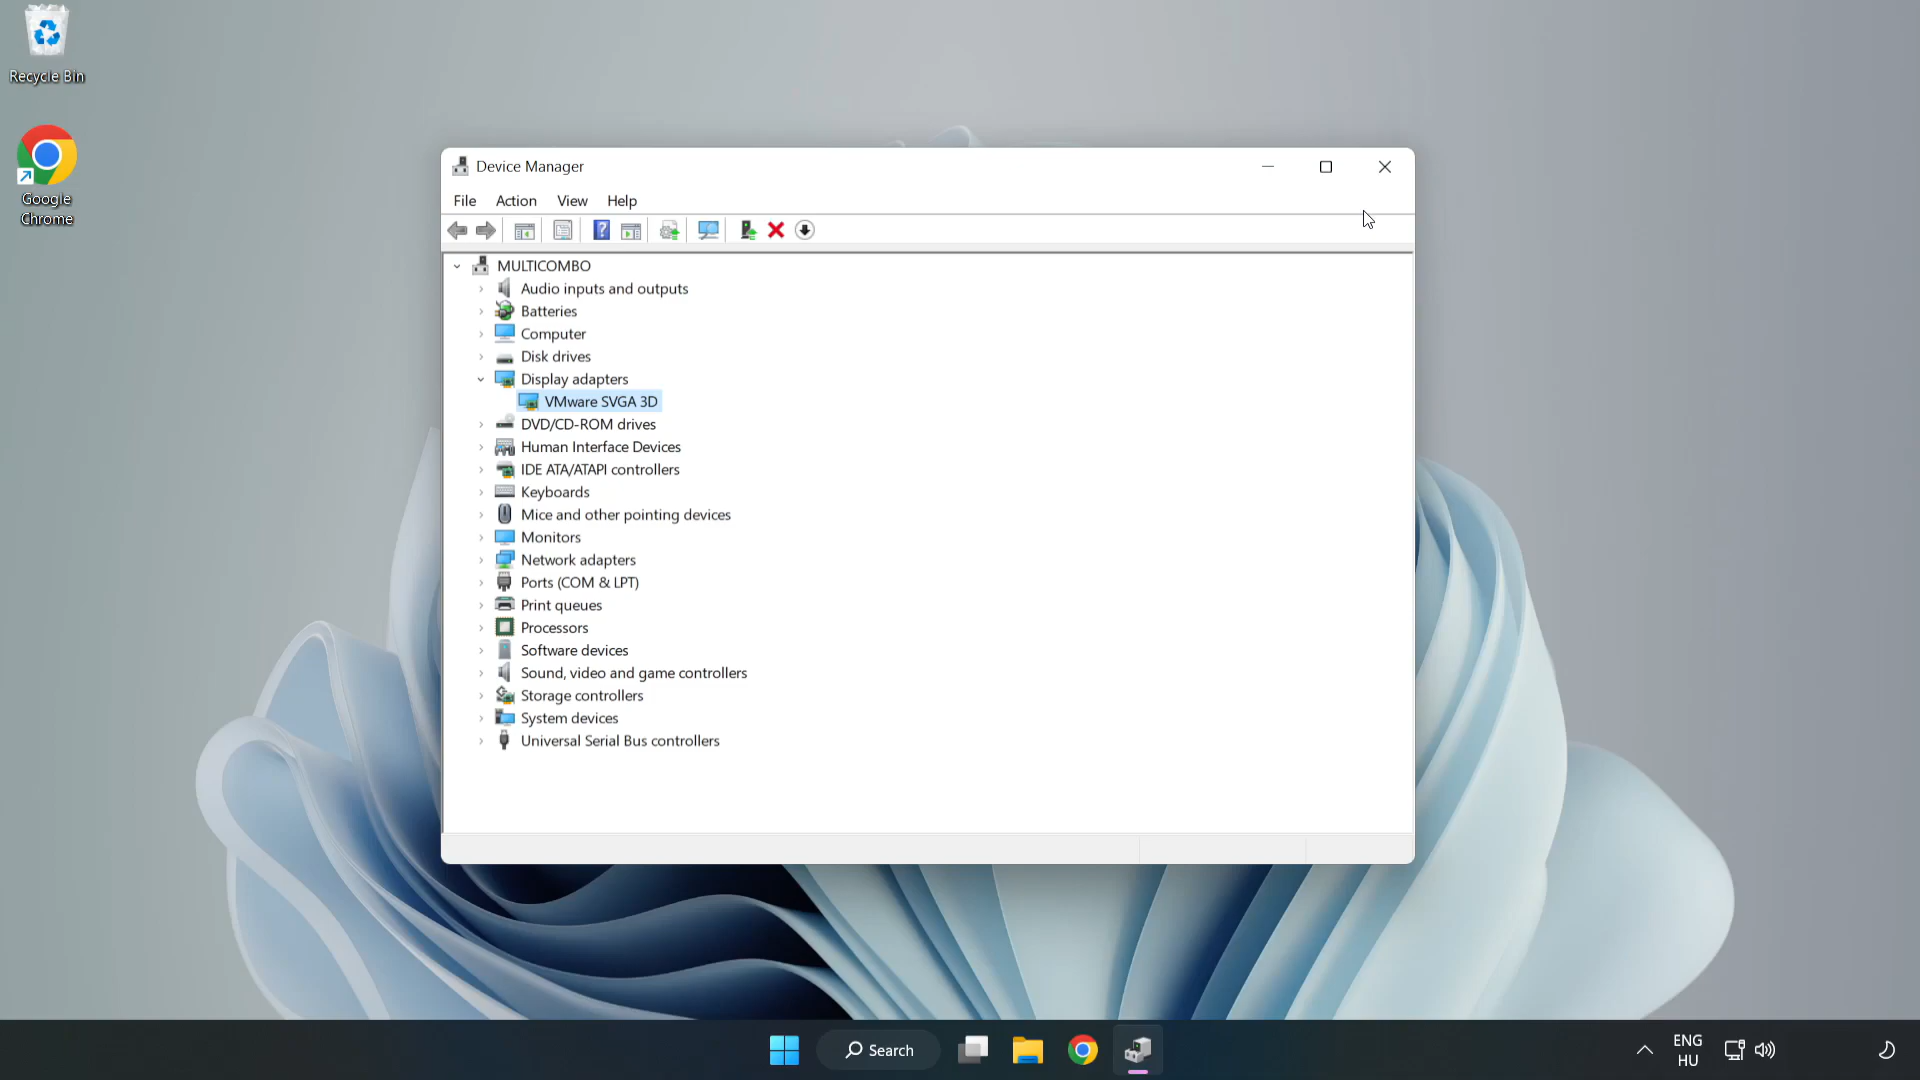 Recycle Bin
Google
Chrome
Device Manager
File Action View Help
MULTICOMBO
Audio inputs and outputs
Batteries
Computer
Disk drives
Display adapters
VMware SVGA 3D
DVD/CD-ROM drives
Human Interface Devices
IDE ATA/ATAPI controllers
Keyboards
Mice and other pointing devices
Monitors
Network adapters
Ports (COM & LPT)
Print queues
Processors
Software devices
Sound, video and game controllers
Storage controllers
System devices
Universal Serial Bus controllers
Search
ENG
HU